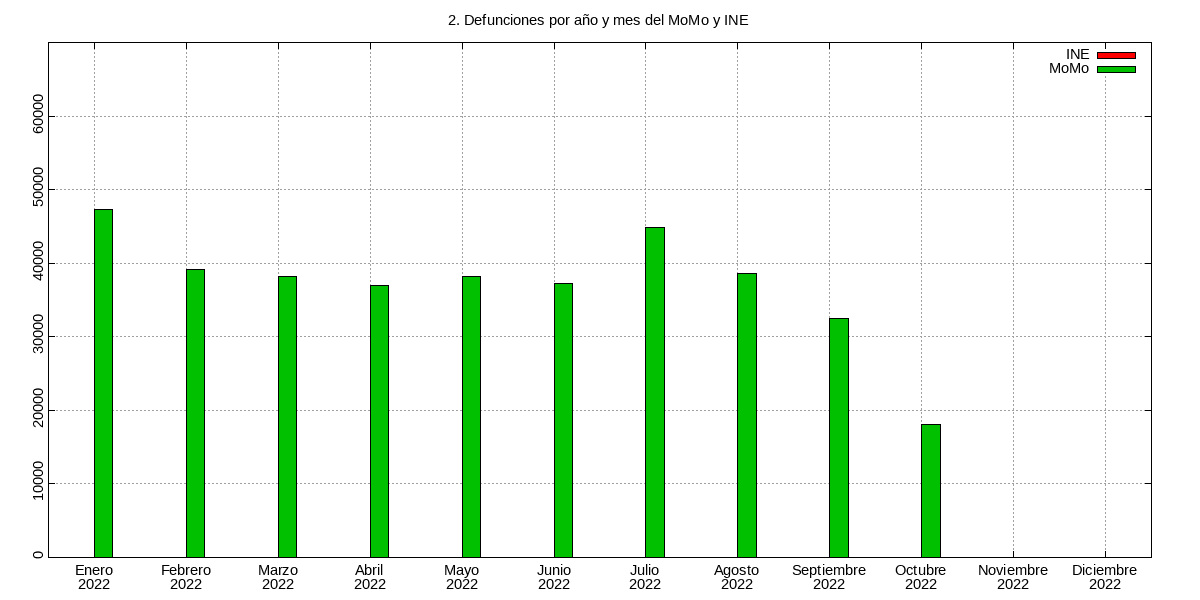 2. Defunciones por año y mes del MoMo y INE
INE
MoMo
60000
50000
40000
30000
20000
10000
0
Enero Febrero Marzo Abril Mayo Junio Julio Agosto Septiembre Octubre Noviembre Diciembre
2022 2022 2022 2022 2022 2022 2022 2022 2022 2022 2022 2022